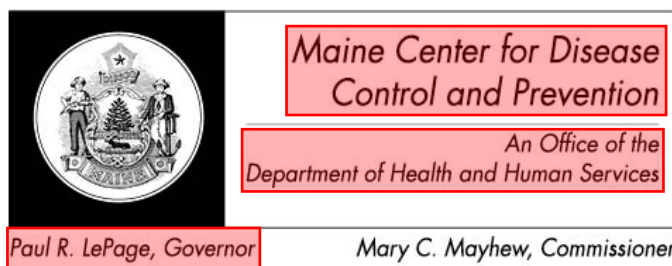 Maine Center for Disease
Control and Prevention
An Office of the
Department of Health and Human Services
MAINE
Paul R. LePage, Governor
Mary C. Mayhew, Commissioner